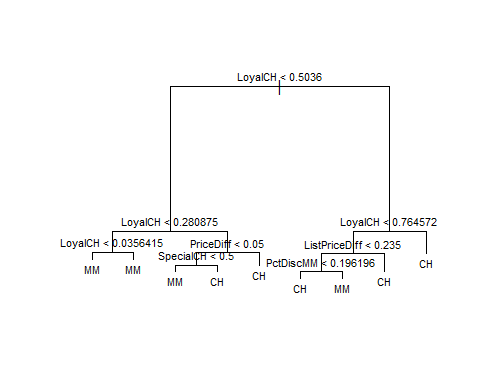 LoyalCH < 0.5036
LoyalCH < 0.280875
LoyalCH < 0.764572
LoyalCH < 0.0356415
PriceDiff < 0.05
ListPriceDiff < 0.235
SpecialCH < 0.5
PctDiscMM < 0.196196
MM
MM
MM
CH
CH
CH
MM
CH
CH